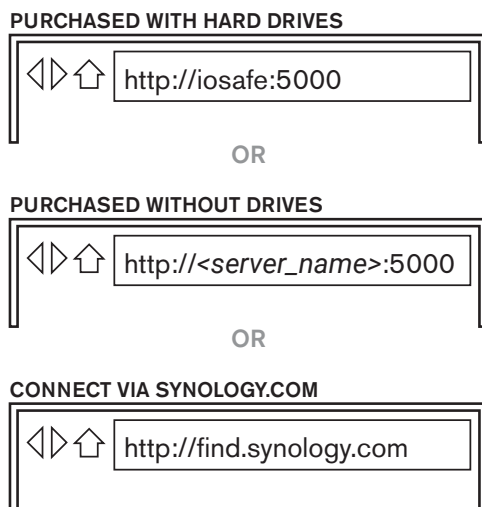 PURCHASED WITH HARD DRIVES
http://iosafe:5000
OR
PURCHASED WITHOUT DRIVES
http://<server_name>:5000
OR
CONNECT VIA SYNOLOGY.COM
http://find.synology.com